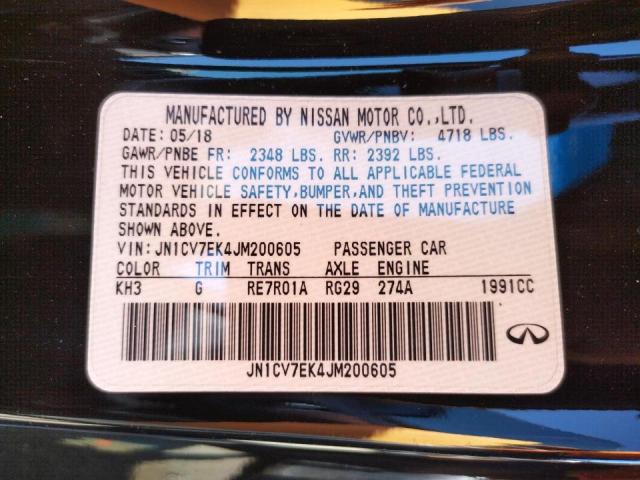 MANUFACTURED BY NISSAN MOTOR CO.,LTD.
DATE: 05/18 GVWR/PNBV: 4718 LBS.
GAWR/PNBE FR: 2348 LBS. RR: 2392 LBS.
THIS VEHICLE CONFORMS TO ALL APPLICABLE FEDERAL
MOTOR VEHICLE SAFETY,BUMPER,AND THEFT PREVENTION
STANDARDS IN EFFECT ON THE DATE OF MANUFACTURE
SHOWN ABOVE.
VIN:JN1CV7EK4JM200605 PASSENGER CAR
COLOR TRIM TRANS AXLE ENGINE
KH3 G RE7R01A RG29 274A 1991CC
JN1CV7EK4JM200605